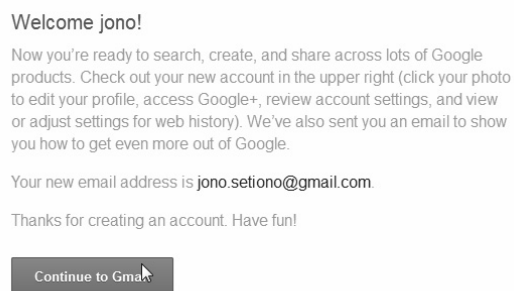 Welcome jono!
Now you're ready to search, create, and share across lots of Google
products. Check out your new account in the upper right (click your photo
to edit your profile, access Google+, review account settings, and view
or adjust settings for web history). We've also sent you an email to show
you how to get even more out of Google.
Your new email address is jono.setiono@gmail.com.
Thanks for creating an account. Have fun!
Continue to Gmail